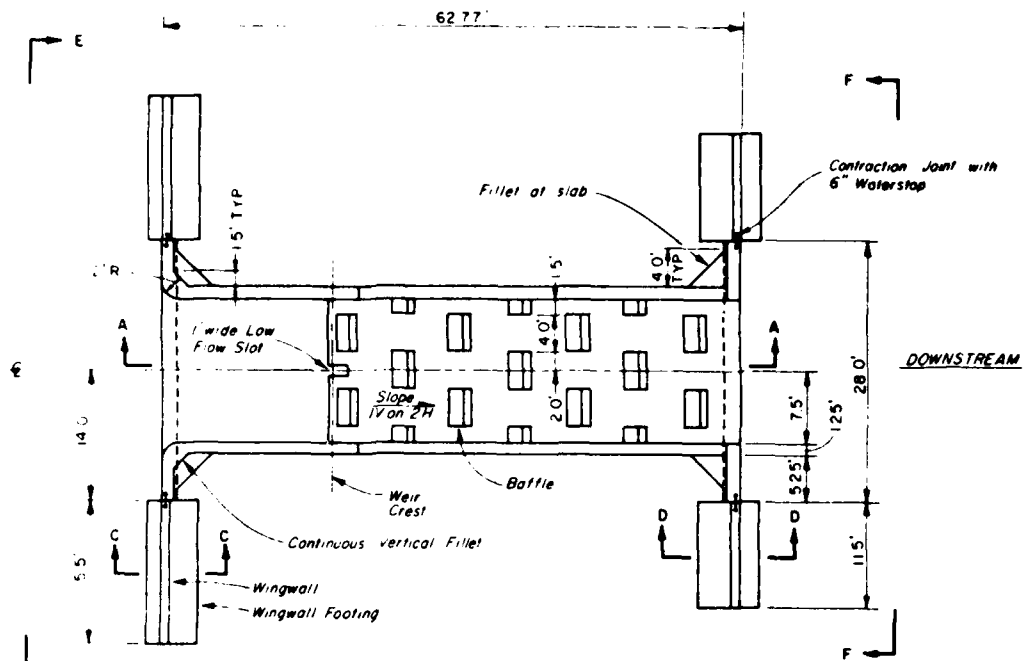 62.77'
E
F
Contraction Joint with
6" Waterstop
Fillet at slab
1.5' TYP
4.0'
TYP
1.5'
4.0'
2.0'
A
1' wide Low
Flow Slot
A
DOWNSTREAM
28.0'
14.0'
Slope
1V on 2H
7.5'
1.25'
5.25'
Baffle
Weir
Crest
C
C
D
D
Continuous vertical Fillet
11.5'
Wingwall
Wingwall Footing
F